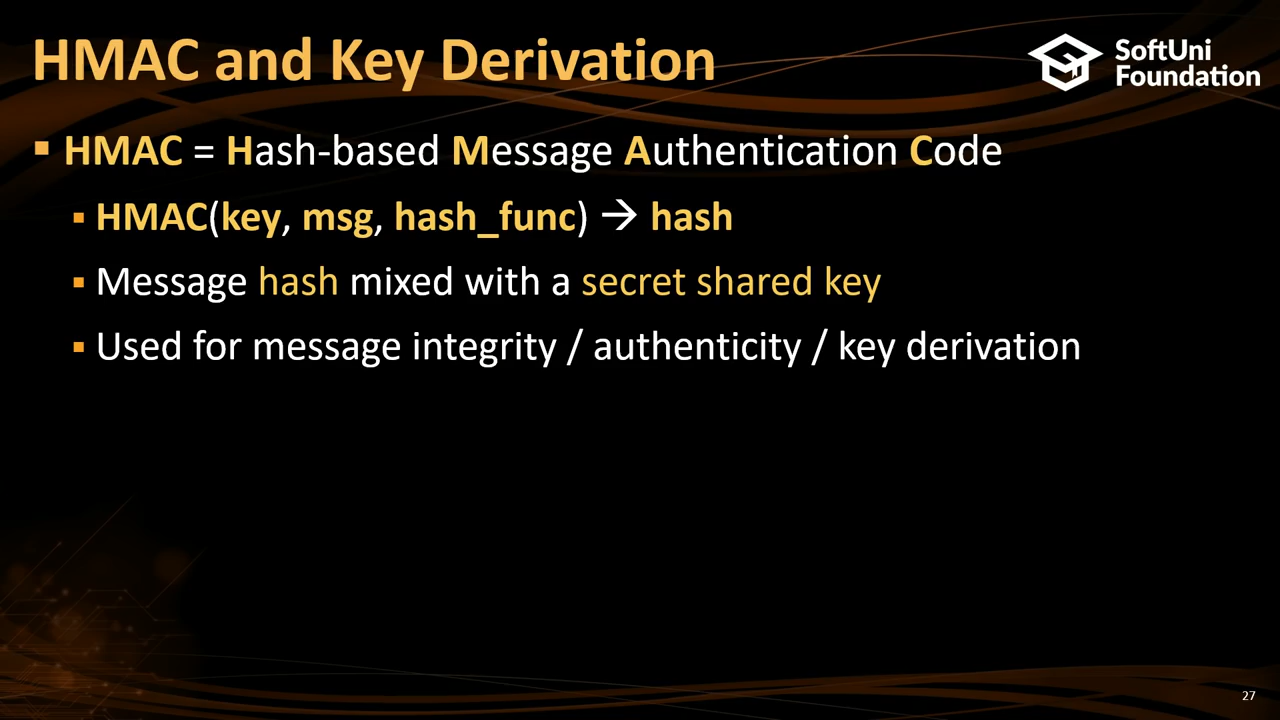 HMAC and Key Derivation
SoftUni
Foundation
▪ HMAC = Hash-based Message Authentication Code
▪ HMAC(key, msg, hash_func) → hash
▪ Message hash mixed with a secret shared key
▪ Used for message integrity / authenticity / key derivation
27